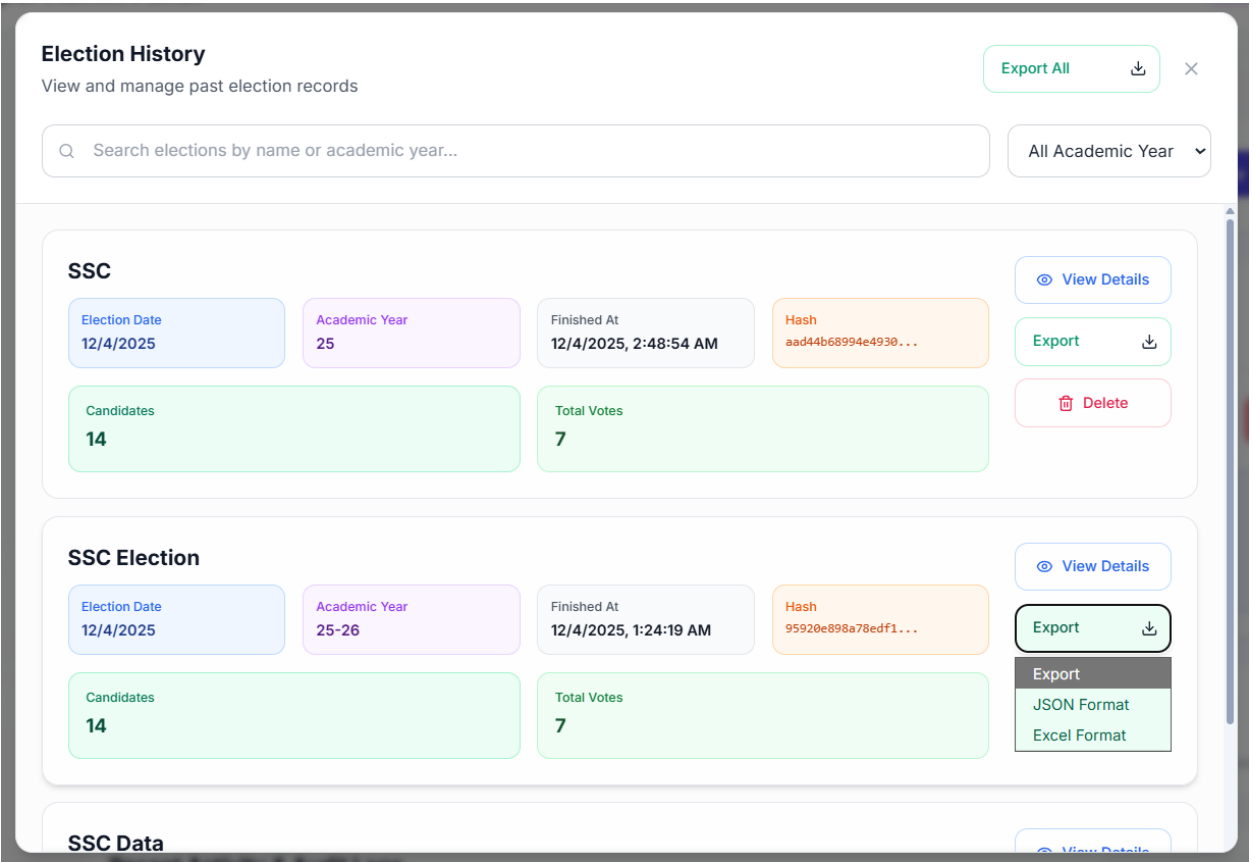 Election History
View and manage past election records
Export All
Search elections by name or academic year...
All Academic Year
SSC
View Details
Election Date
12/4/2025
Academic Year
25
Finished At
12/4/2025, 2:48:54 AM
Hash
aad44b68994e4930...
Export
Delete
Candidates
14
Total Votes
7
SSC Election
View Details
Election Date
12/4/2025
Academic Year
25-26
Finished At
12/4/2025, 1:24:19 AM
Hash
95920e898a78edf1...
Export
Export
JSON Format
Excel Format
Candidates
14
Total Votes
7
SSC Data
View Details